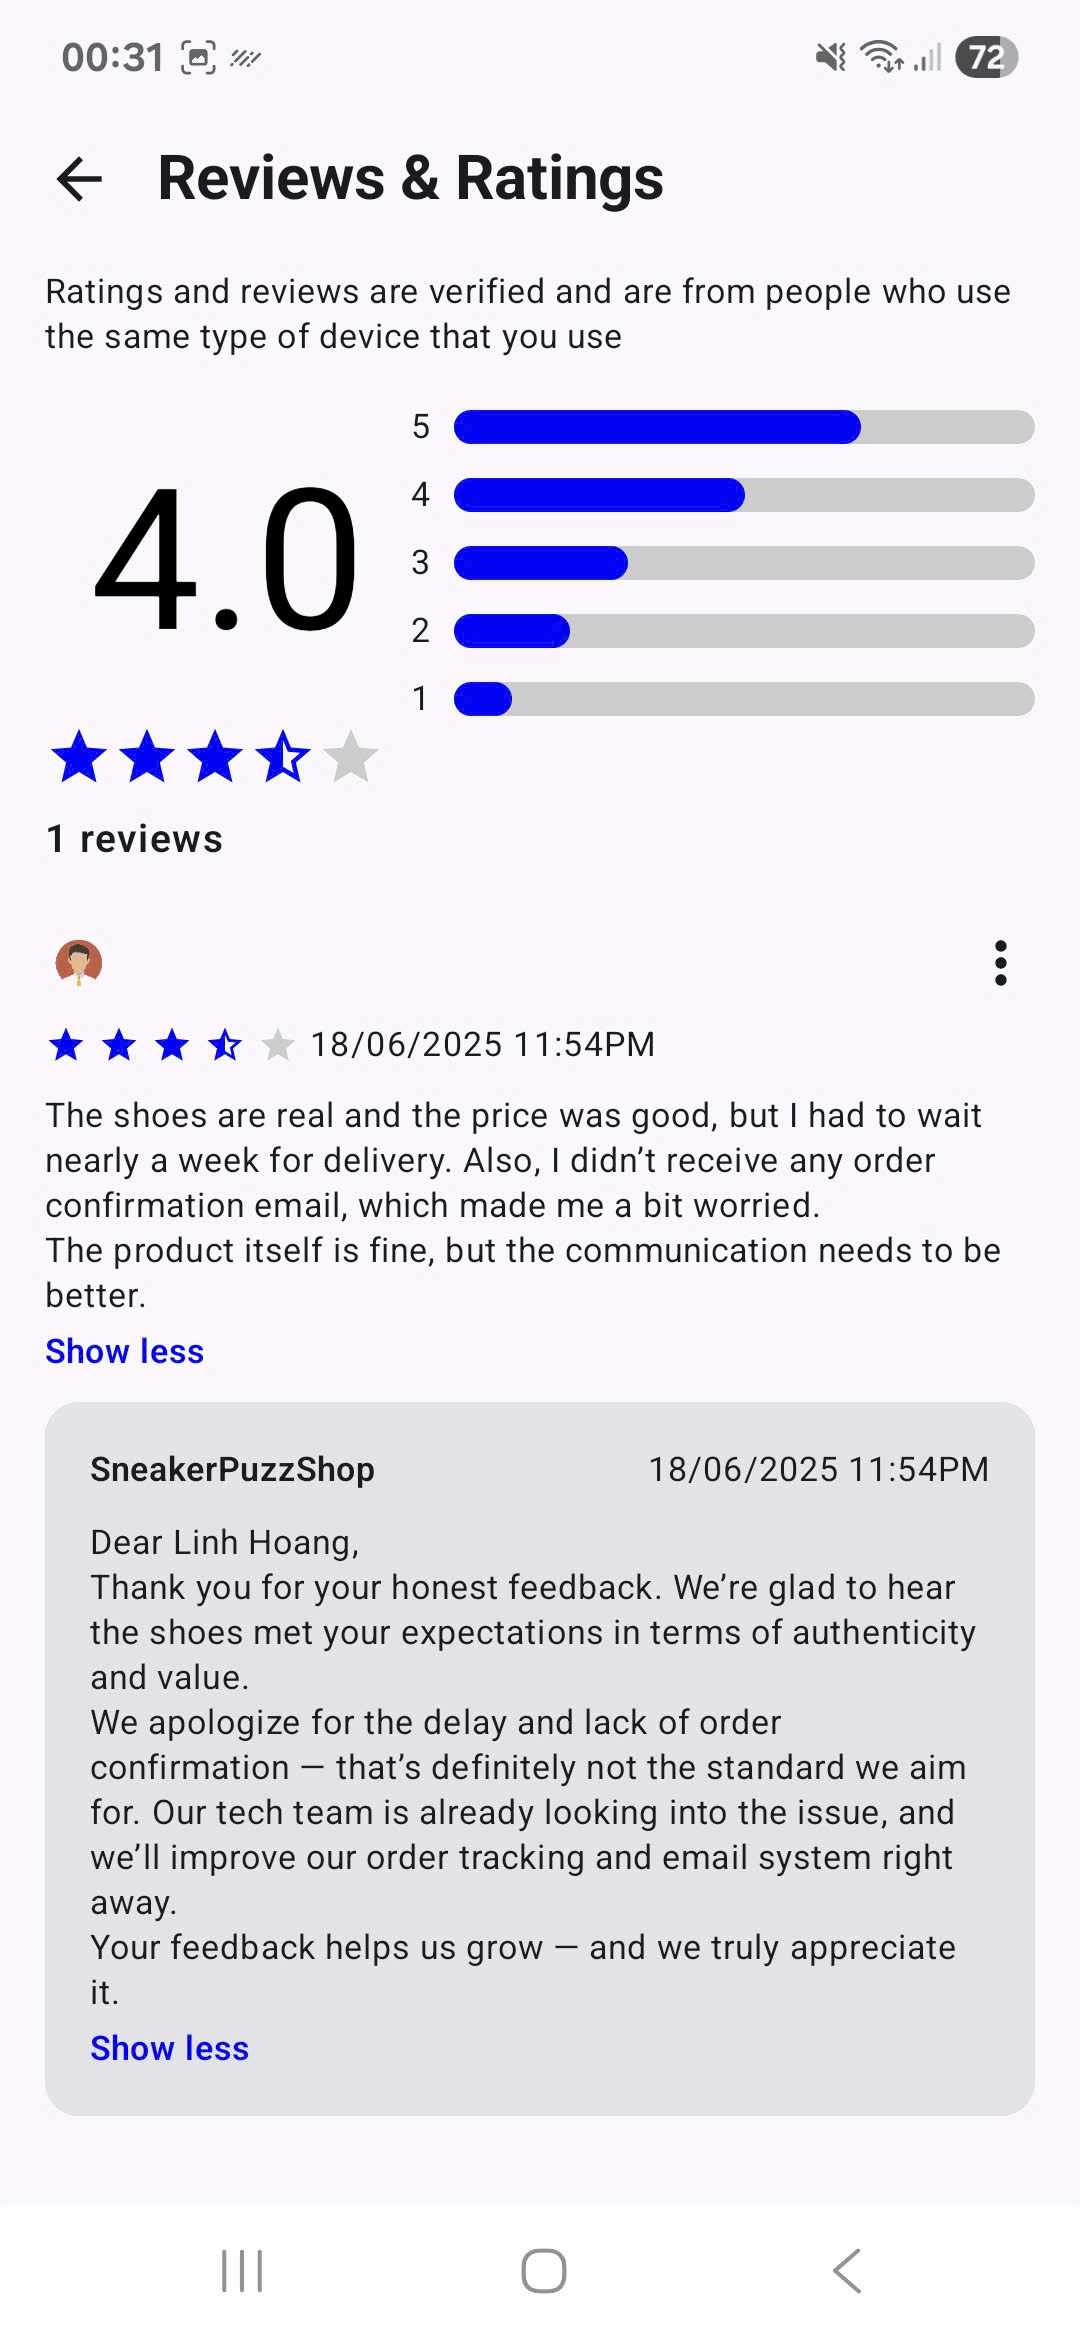 00:31
72
Reviews & Ratings
Ratings and reviews are verified and are from people who use
the same type of device that you use
4.0
5
4
3
2
1
1 reviews
18/06/2025 11:54PM
The shoes are real and the price was good, but I had to wait
nearly a week for delivery. Also, I didn’t receive any order
confirmation email, which made me a bit worried.
The product itself is fine, but the communication needs to be
better.
Show less
SneakerPuzzShop
18/06/2025 11:54PM
Dear Linh Hoang,
Thank you for your honest feedback. We’re glad to hear
the shoes met your expectations in terms of authenticity
and value.
We apologize for the delay and lack of order
confirmation — that’s definitely not the standard we aim
for. Our tech team is already looking into the issue, and
we’ll improve our order tracking and email system right
away.
Your feedback helps us grow — and we truly appreciate
it.
Show less